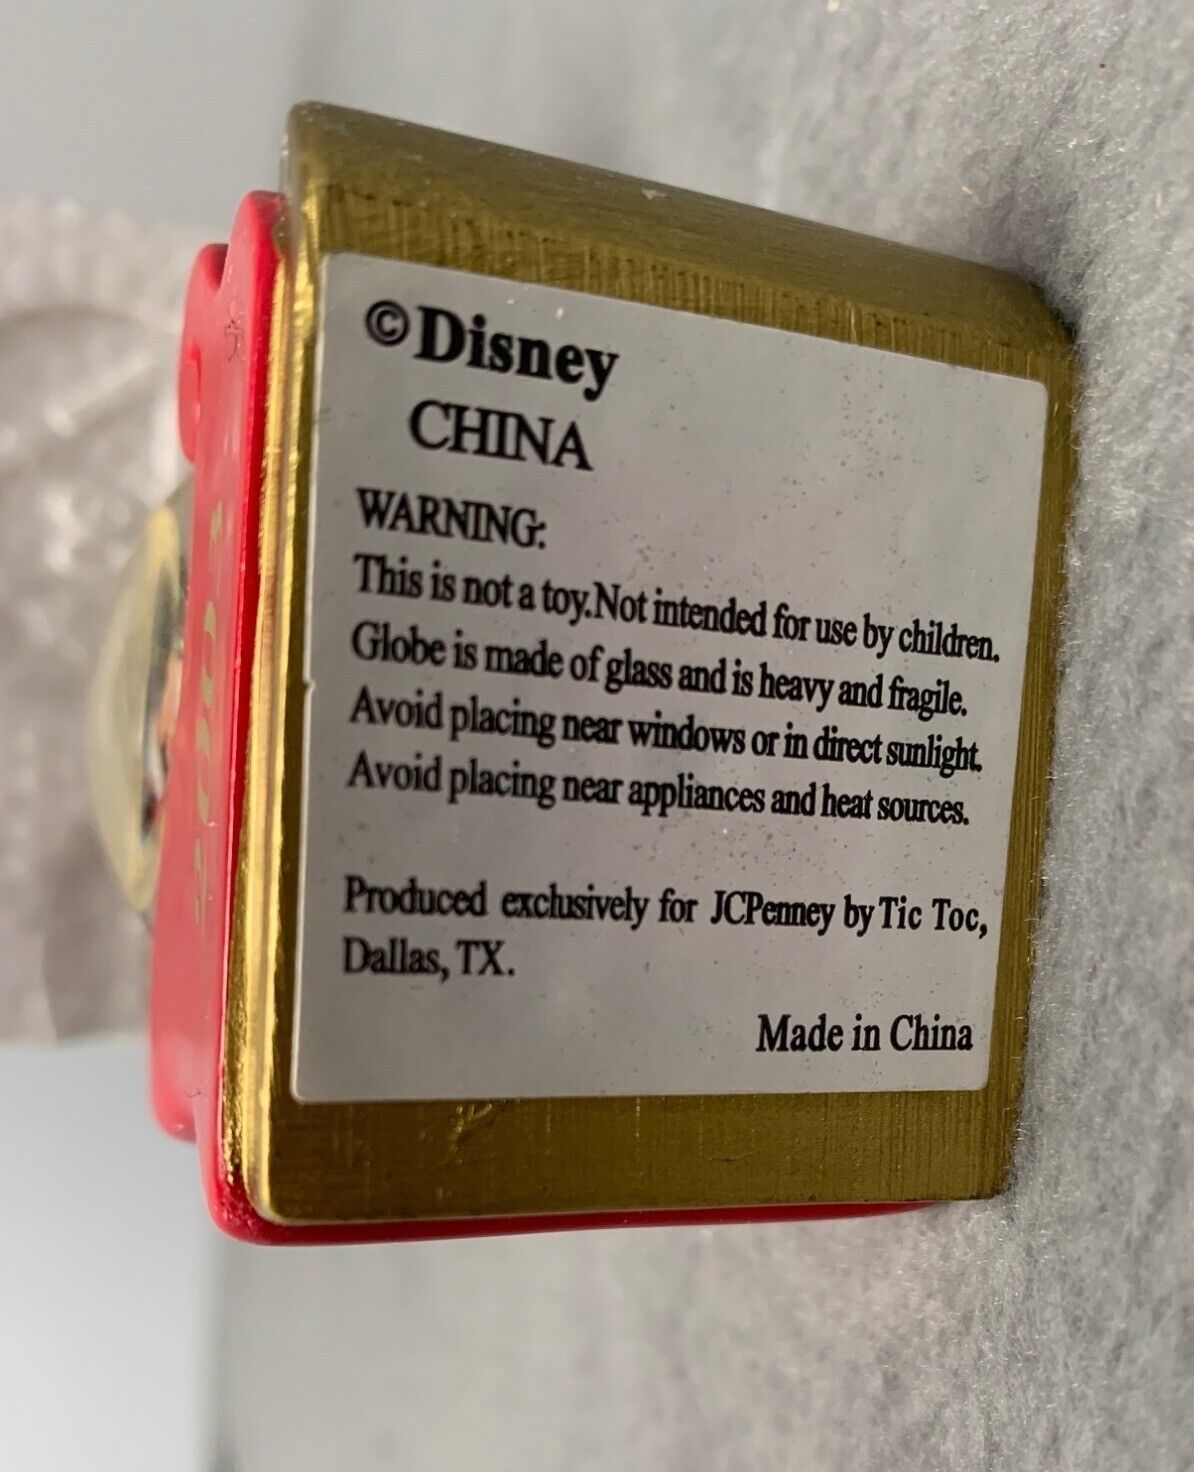 ©Disney
CHINA
WARNING:
This is not a toy.Not intended for use by children.
Globe is made of glass and is heavy and fragile.
Avoid placing near windows or in direct sunlight.
Avoid placing near appliances and heat sources.
Produced exclusively for JCPenney by Tic Toc,
Dallas, TX.
Made in China